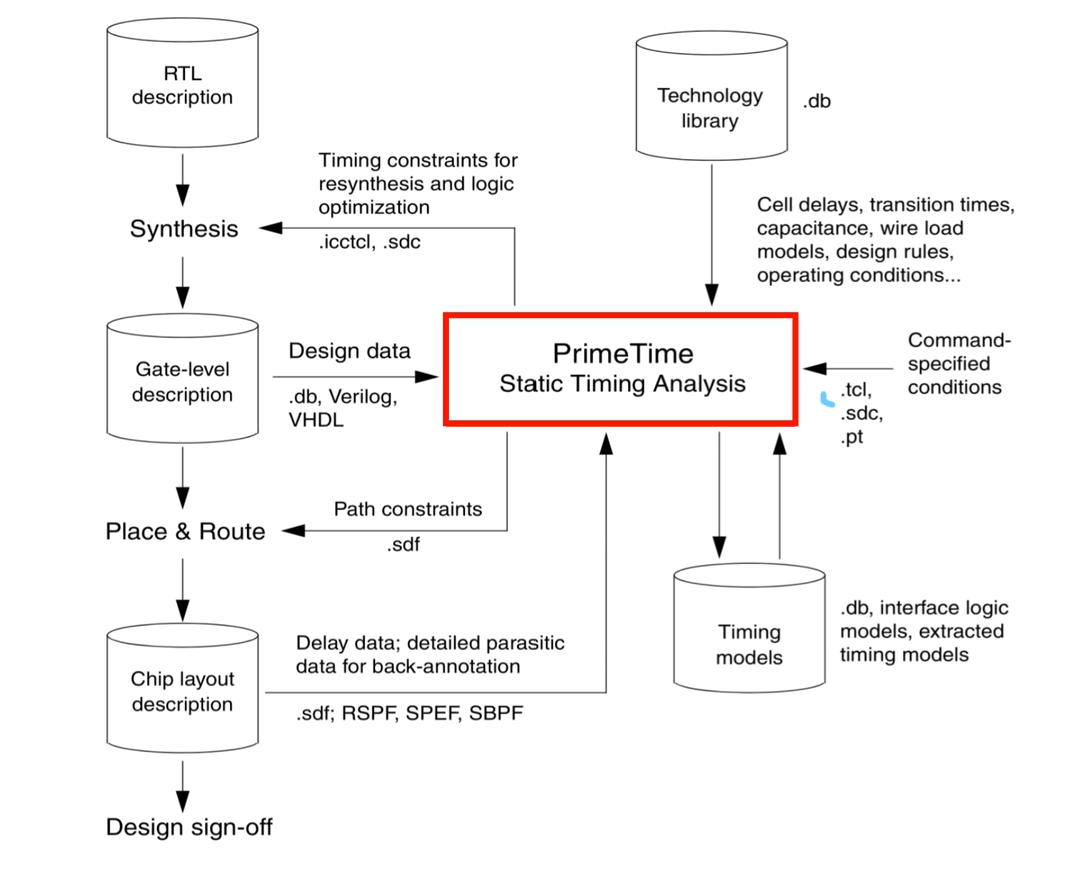 RTL
description
Technology
library
.db
Timing constraints for
resynthesis and logic
optimization
.icctcl, .sdc
Synthesis
Cell delays, transition times,
capacitance, wire load
models, design rules,
operating conditions...
Gate-level
description
Design data
.db, Verilog,
VHDL
PrimeTime
Static Timing Analysis
Command-
specified
conditions
.tcl,
.sdc,
.pt
Path constraints
.sdf
Place & Route
Chip layout
description
Delay data; detailed parasitic
data for back-annotation
.sdf; RSPF, SPEF, SBPF
Timing
models
.db, interface logic
models, extracted
timing models
Design sign-off